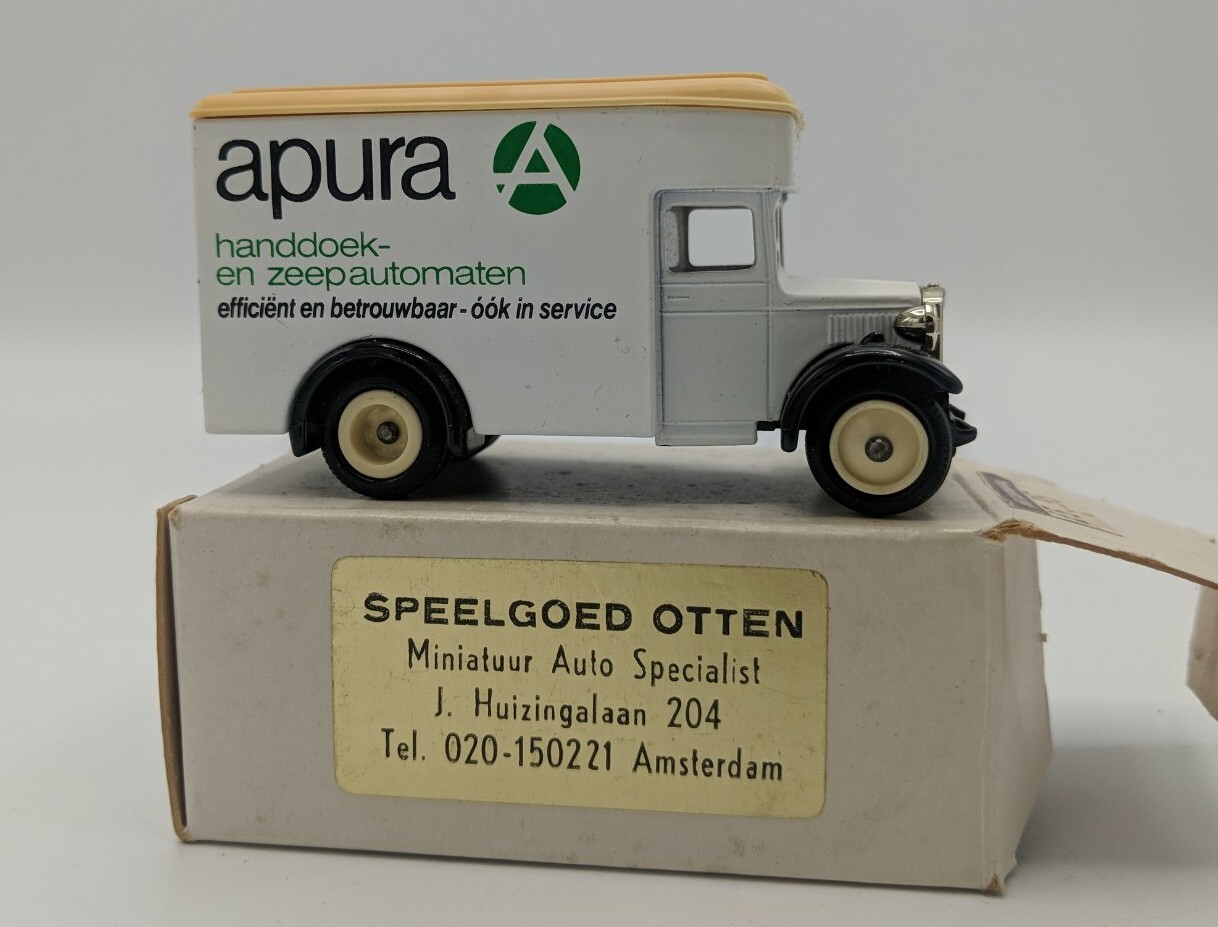 apura A
handdoek-
en zeepautomaten
efficiënt en betrouwbaar - óók in service
SPEELGOED OTTEN
Miniatuur Auto Specialist
J. Huizingalaan 204
Tel. 020-150221 Amsterdam